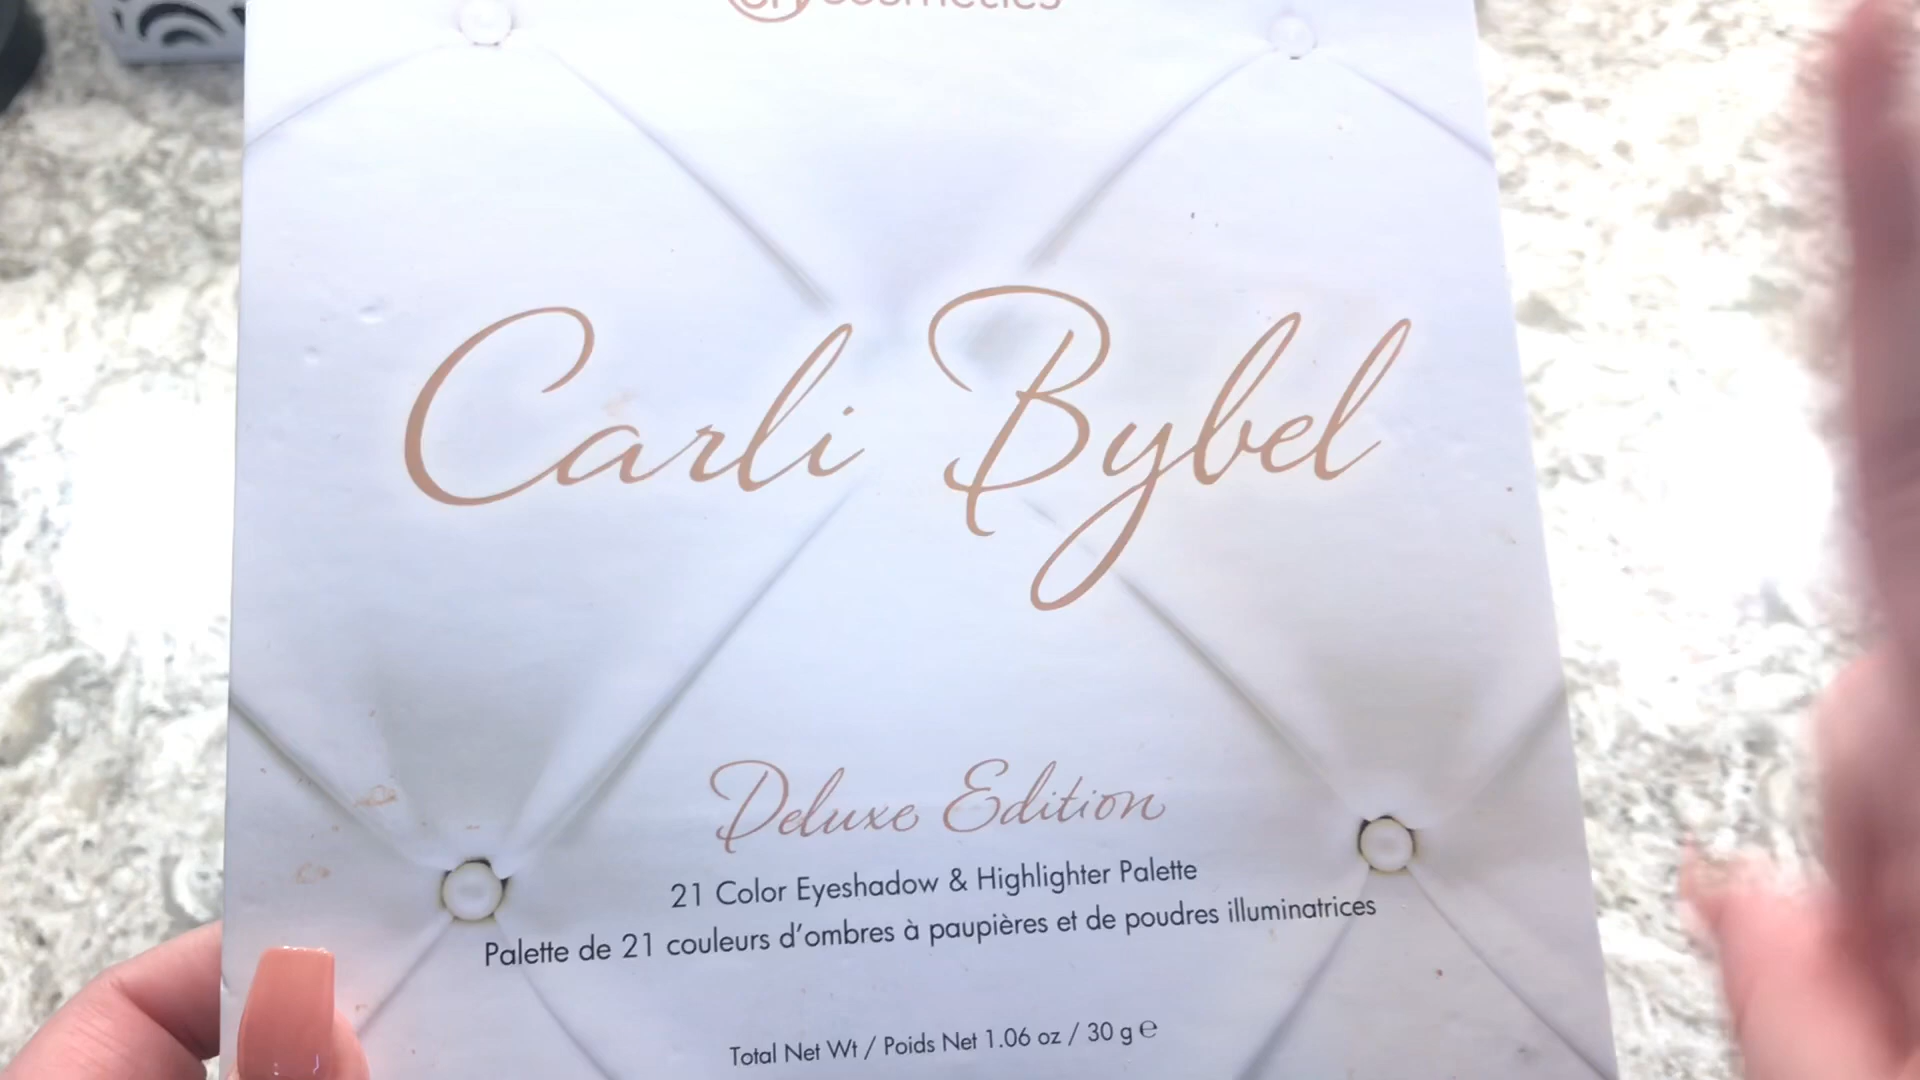 cosmetics
Carli Bybel
Deluxe Edition
21 Color Eyeshadow & Highlighter Palette
Palette de 21 couleurs d'ombres à paupières et de poudres illuminatrices
Total Net Wt / Poids Net 1.06 oz / 30 g ℮